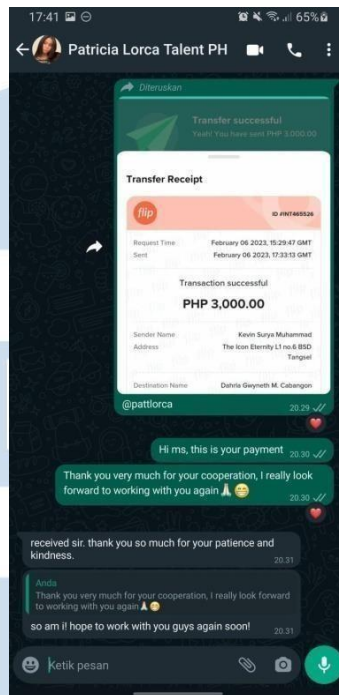 17:41
65%
Patricia Lorca Talent PH
Diteruskan
Transfer successful
Yeah! You have sent PHP 3,000.00
Transfer Receipt
flip
ID #INT465526
Request Time February 06 2023, 15:29:47 GMT
Sent February 06 2023, 17:33:13 GMT
Transaction successful
PHP 3,000.00
Sender Name Kevin Surya Muhammad
Address The Icon Eternity L1 no.6 BSD
Tangsel
Destination Name Dahria Gwyneth M. Cabangon
@pattlorca
20.29
Hi ms, this is your payment 20.30
Thank you very much for your cooperation, I really look
forward to working with you again 🙏😁
20.30
received sir. thank you so much for your patience and
kindness.
20.31
Anda
Thank you very much for your cooperation, I really look forward
to working with you again 🙏😁
so am i! hope to work with you guys again soon! 20.31
Ketik pesan